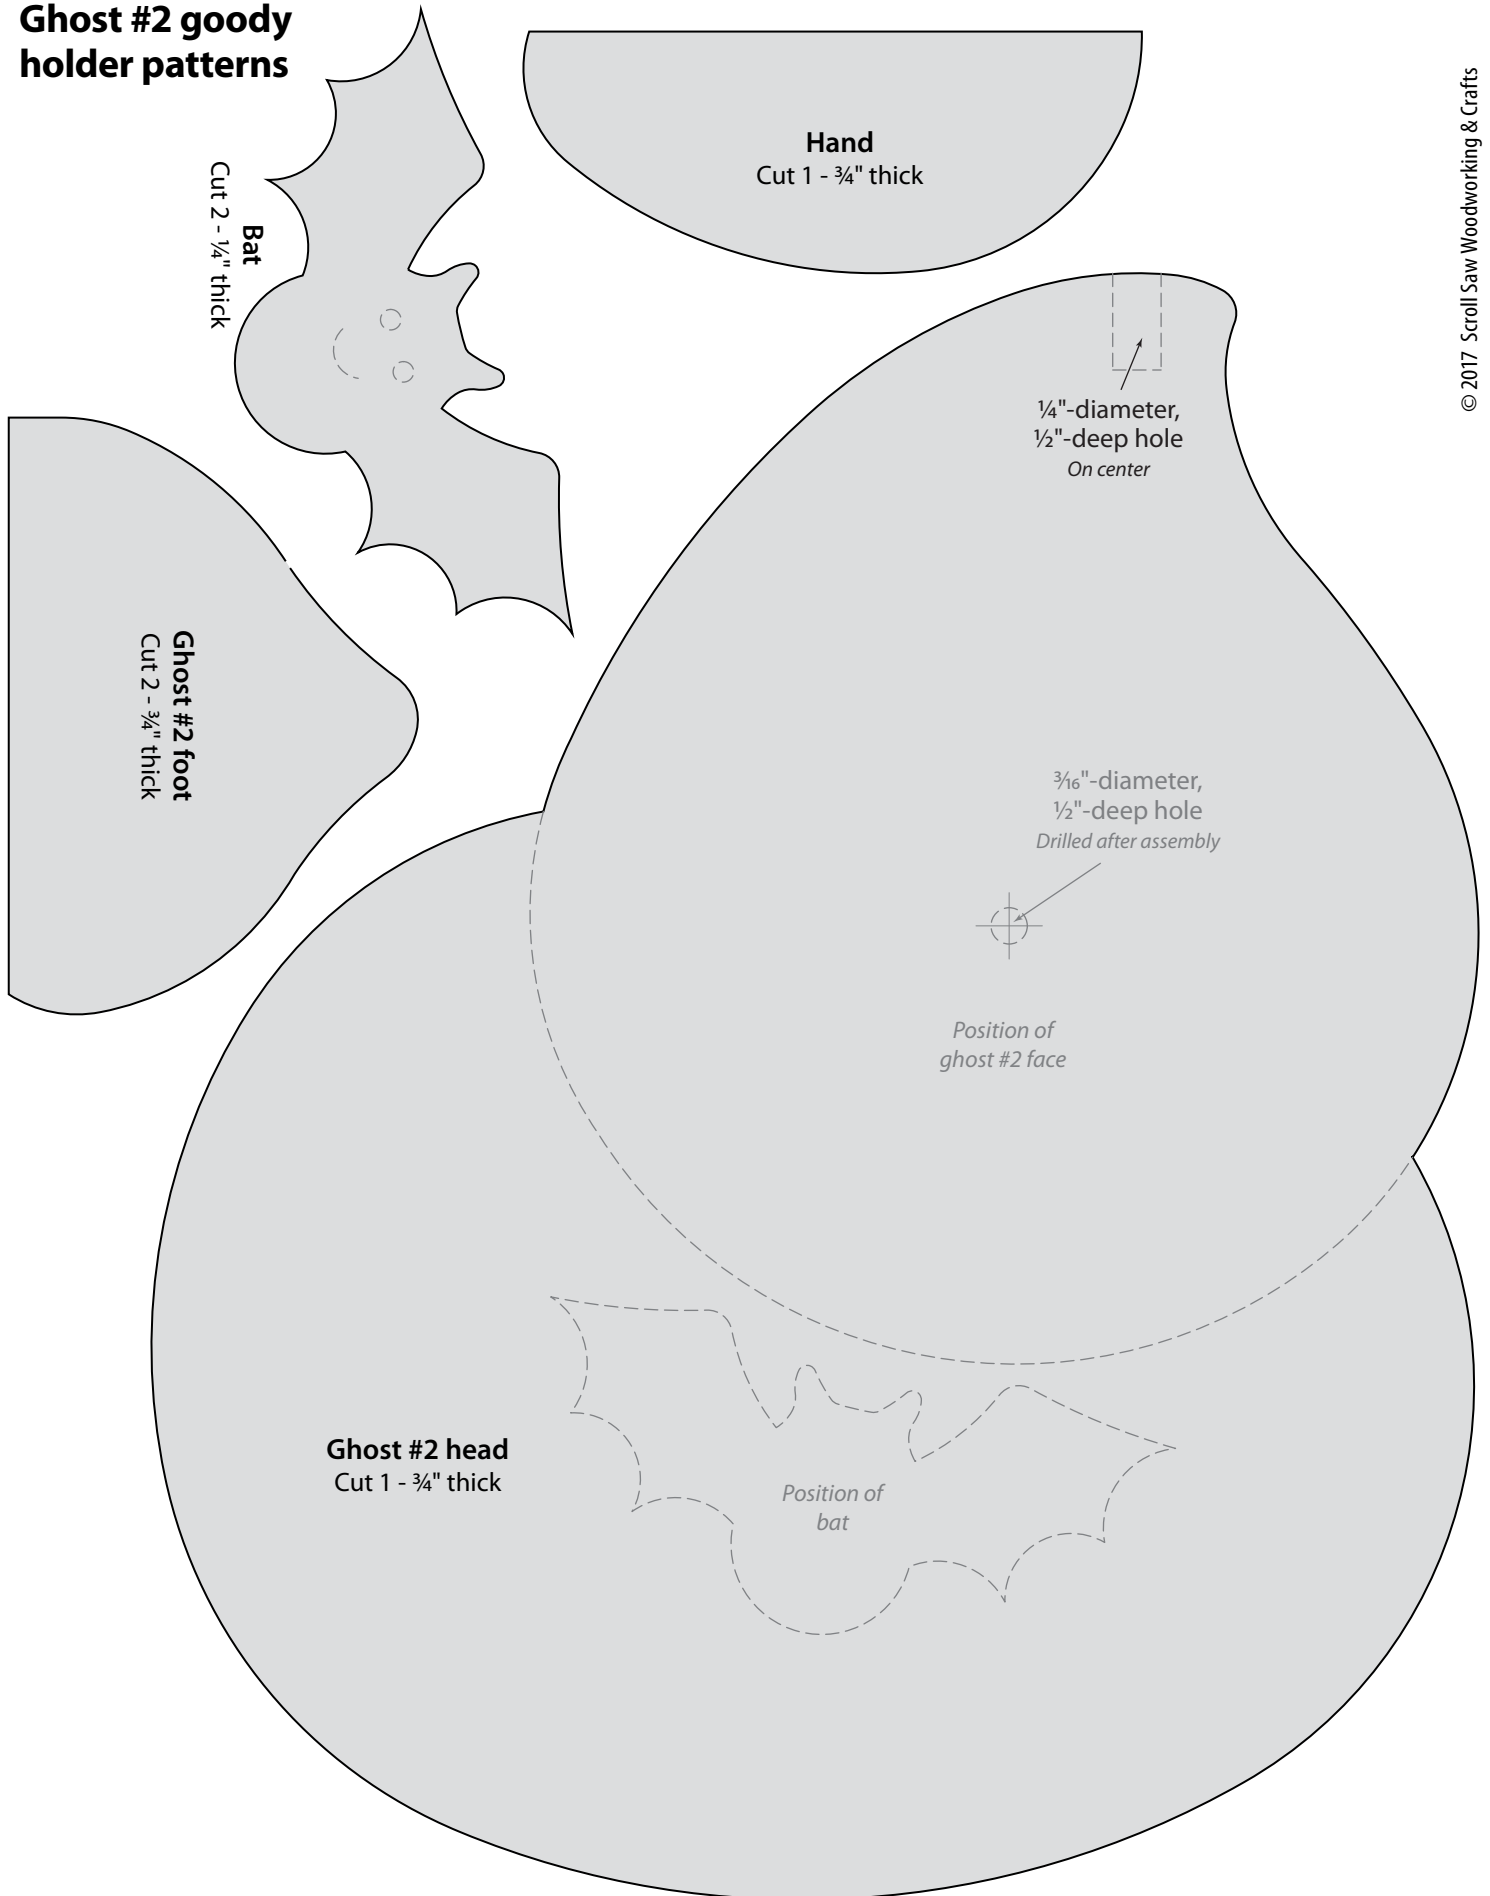 Ghost #2 goody
holder patterns
Bat
Cut 2 - ¼" thick
Hand
Cut 1 - ¾" thick
© 2017 Scroll Saw Woodworking & Crafts
¼"-diameter,
½"-deep hole
On center
Ghost #2 foot
Cut 2 - ¾" thick
³⁄₁₆"-diameter,
½"-deep hole
Drilled after assembly
Position of
ghost #2 face
Ghost #2 head
Cut 1 - ¾" thick
Position of
bat